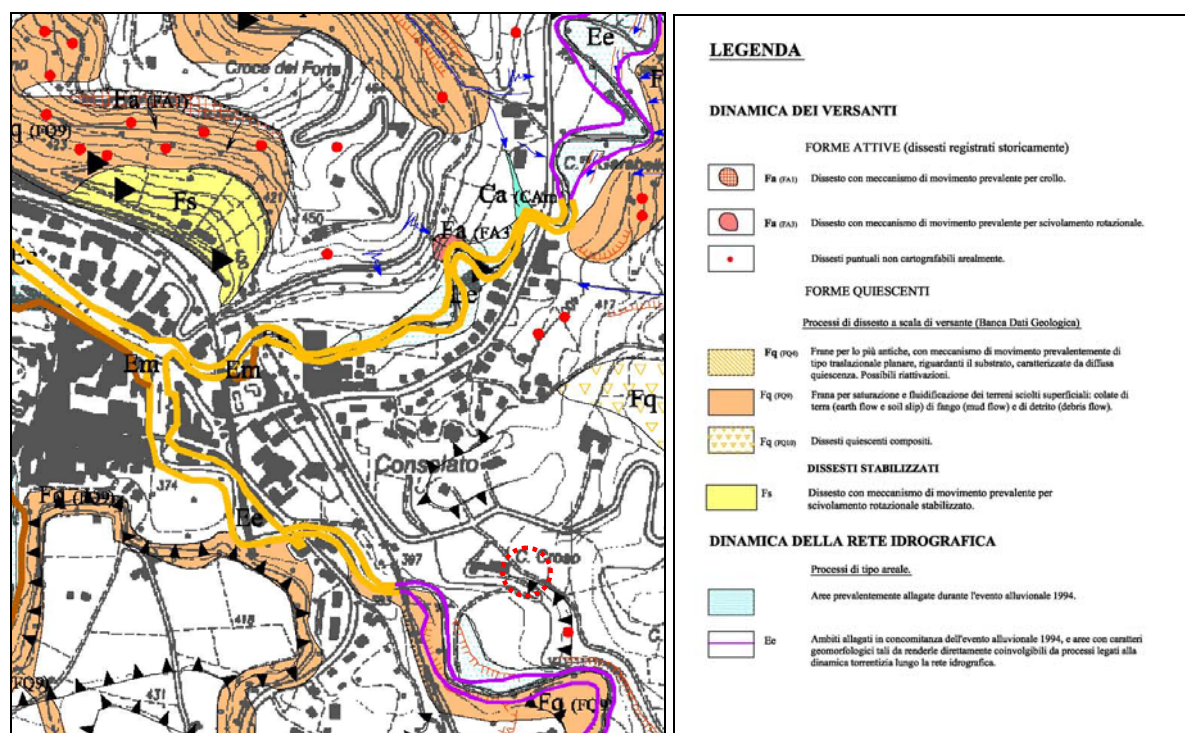 Ee
Croce del Forte
Fa (FA1)
q (FQ9)
423
421
Fs
450
C. Garabello
Ca (CAm
Fa (FA3)
Ee
417
Em
Em
Fq
Consolato
374
Fq (FQ9)
Ee
397
C. Croso
393
418
FQ9)
431
Fq (FQ9
LEGENDA
DINAMICA DEI VERSANTI
FORME ATTIVE (dissesti registrati storicamente)
Fa (FA1) Dissesto con meccanismo di movimento prevalente per crollo.
Fa (FA3) Dissesto con meccanismo di movimento prevalente per scivolamento rotazionale.
Dissesti puntuali non cartografabili arealmente.
FORME QUIESCENTI
Processi di dissesto a scala di versante (Banca Dati Geologica)
Fq (FQ6) Frane per lo più antiche, con meccanismo di movimento prevalentemente di
tipo traslazionale planare, riguardanti il substrato, caratterizzate da diffusa
quiescenza. Possibili riattivazioni.
Fq (FQ9) Frana per saturazione e fluidificazione dei terreni sciolti superficiali: colate di
terra (earth flow e soil slip) di fango (mud flow) e di detrito (debris flow).
Fq (FQ10) Dissesti quiescenti compositi.
DISSESTI STABILIZZATI
Fs Dissesto con meccanismo di movimento prevalente per
scivolamento rotazionale stabilizzato.
DINAMICA DELLA RETE IDROGRAFICA
Processi di tipo areale.
Aree prevalentemente allagate durante l'evento alluvionale 1994.
Ee Ambiti allagati in concomitanza dell'evento alluvionale 1994, e aree con caratteri
geomorfologici tali da renderle direttamente coinvolgibili da processi legati alla
dinamica torrentizia lungo la rete idrografica.